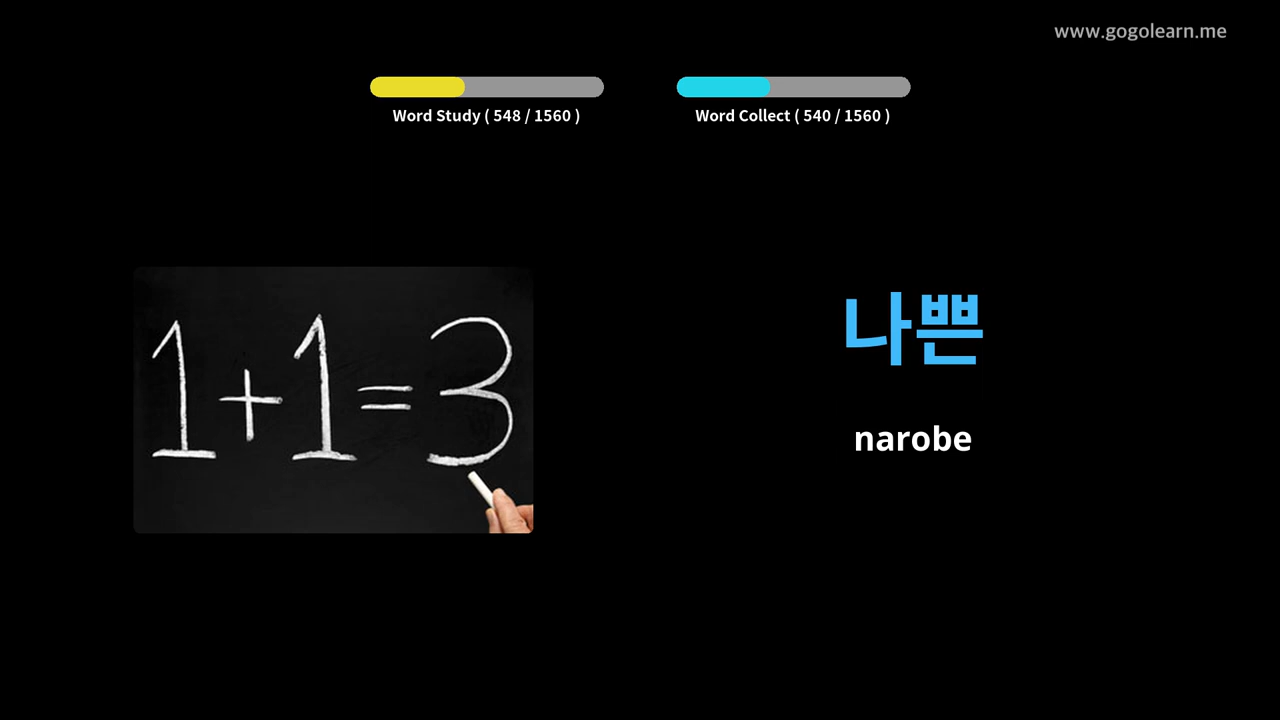 www.gogolearn.me
Word Study ( 548 / 1560 )
Word Collect ( 540 / 1560 )
1+1=3
나쁜
narobe